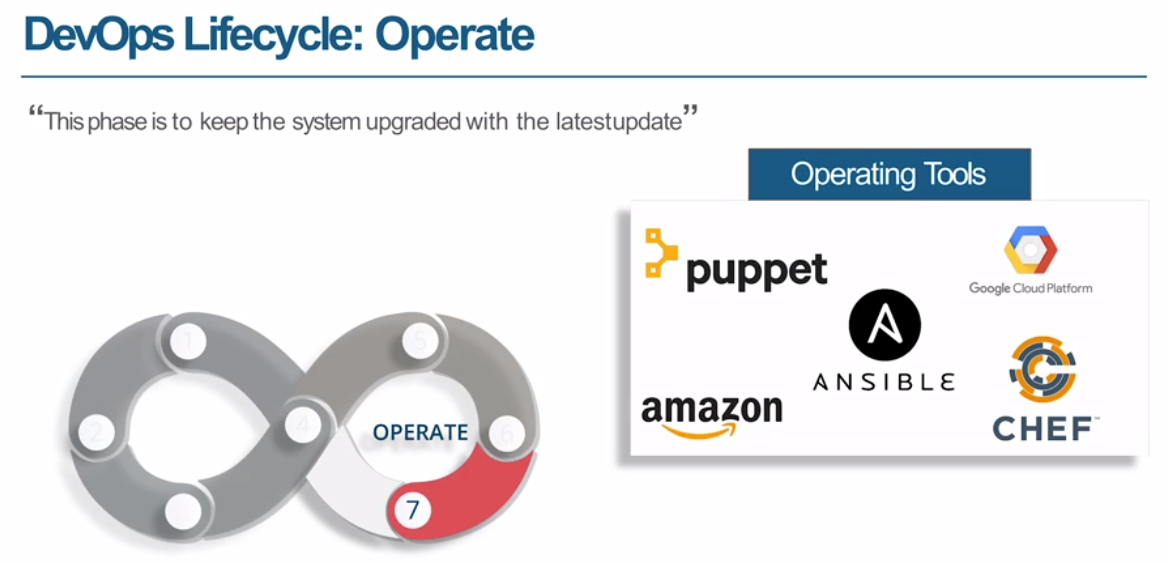 DevOps Lifecycle: Operate
“This phase is to keep the system upgraded with the latestupdate”
Operating Tools
puppet
Google Cloud Platform
ANSIBLE
amazon
CHEF™
1
5
2
4
OPERATE
6
7